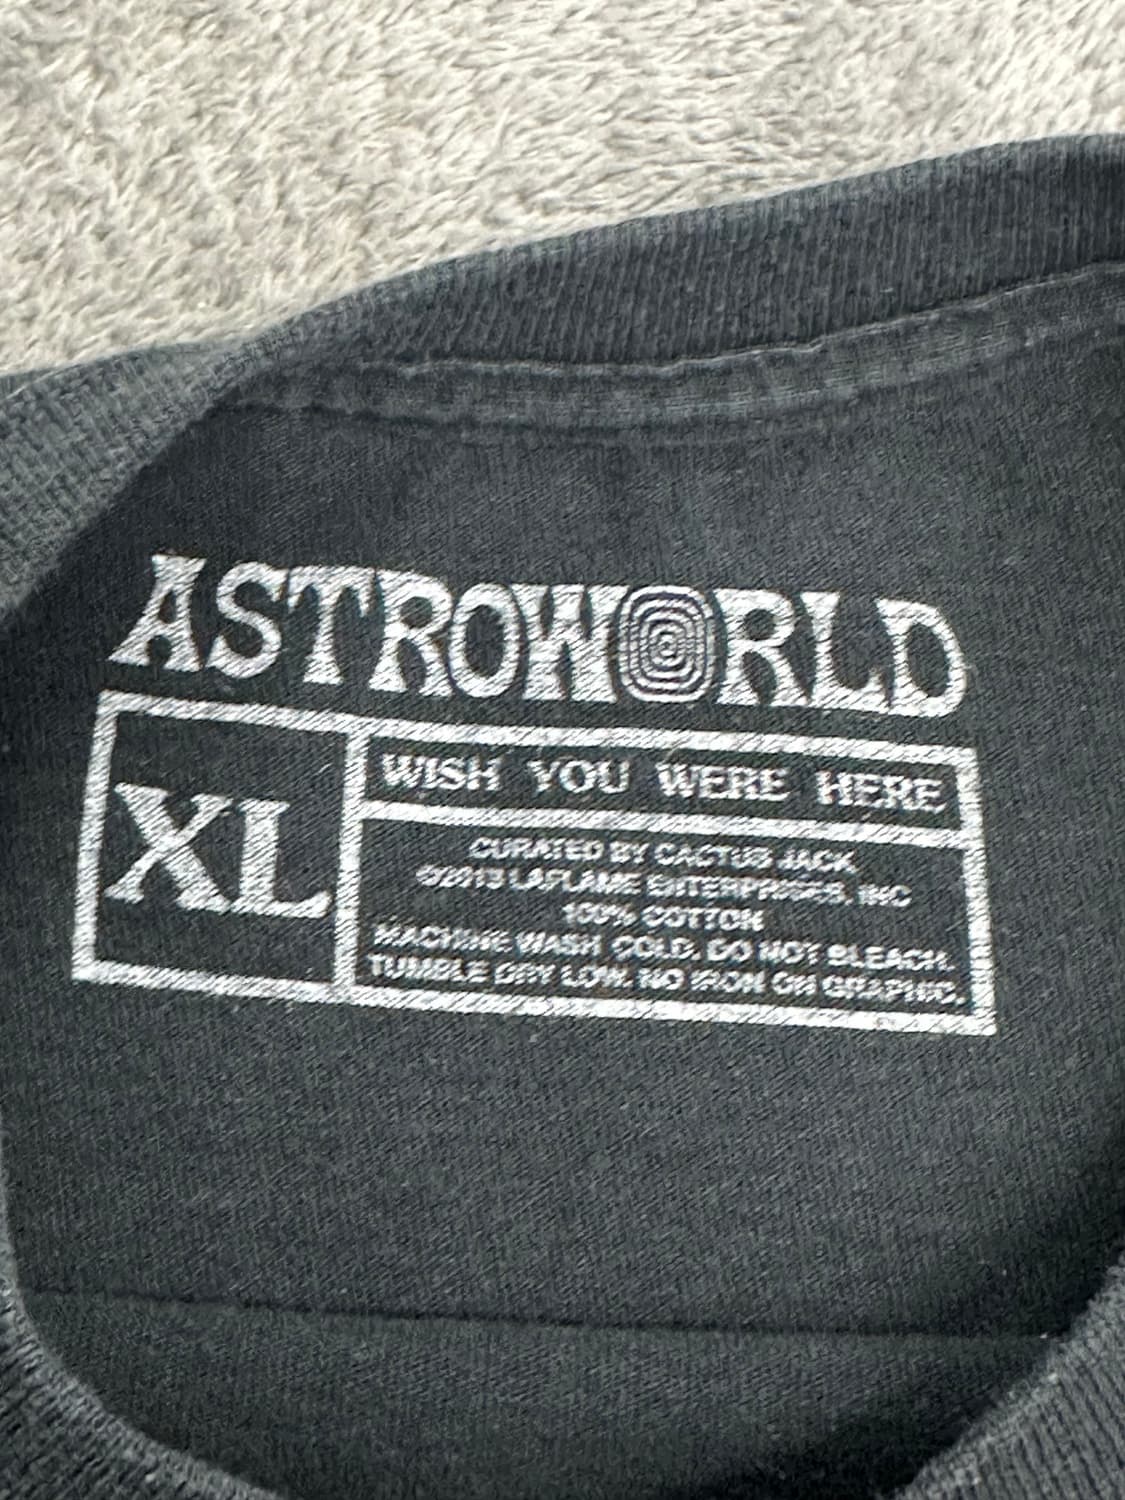 ASTROWORLD
XL
WISH YOU WERE HERE
CURATED BY CACTUS JACK,
©2013 LAFLAME ENTERPRISES, INC
100% COTTON
MACHINE WASH COLD. DO NOT BLEACH.
TUMBLE DRY LOW. NO IRON ON GRAPHIC.